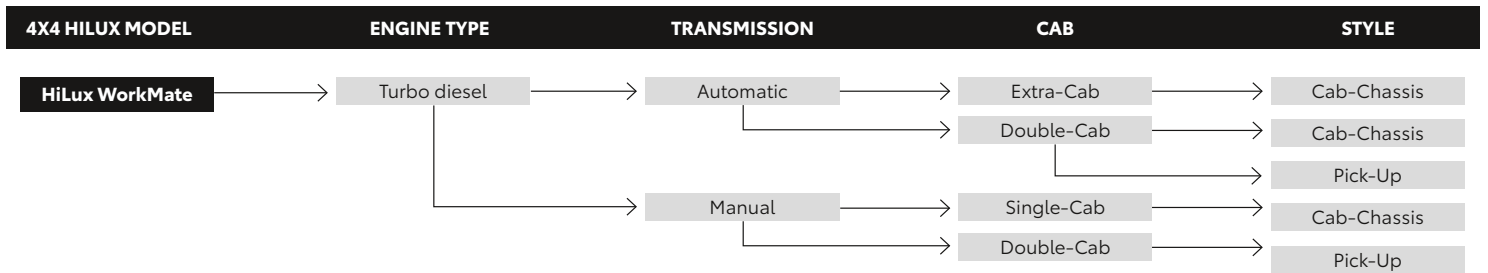 4X4 HILUX MODEL ENGINE TYPE TRANSMISSION CAB STYLE
HiLux WorkMate Turbo diesel Automatic Extra-Cab Cab-Chassis
Double-Cab Cab-Chassis
Pick-Up
Manual Single-Cab Cab-Chassis
Double-Cab Pick-Up